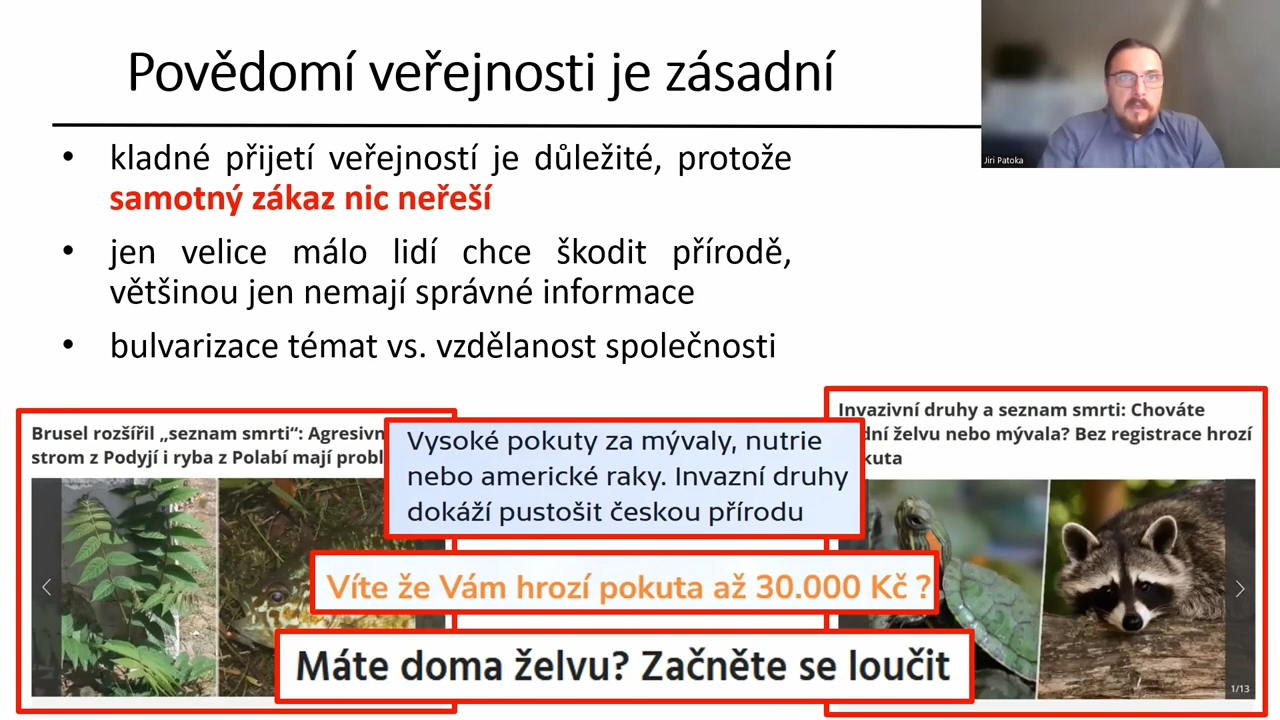 Povědomí veřejnosti je zásadní
Jiri Patoka
• kladné přijetí veřejností je důležité, protože
samotný zákaz nic neřeší
• jen velice málo lidí chce škodit přírodě,
většinou jen nemají správné informace
• bulvarizace témat vs. vzdělanost společnosti
Brusel rozšířil „seznam smrti“:
strom z Podyjí i ryba z Polabí mají
Vysoké pokuty za mývaly, nutrie
nebo americké raky. Invazní druhy
dokáží pustošit českou přírodu
Invazivní druhy a seznam smrti: Chováte
želvu nebo mývala? Bez registrace hrozí
Víte že Vám hrozí pokuta až 30.000 Kč ?
Máte doma želvu? Začněte se loučit
1/13